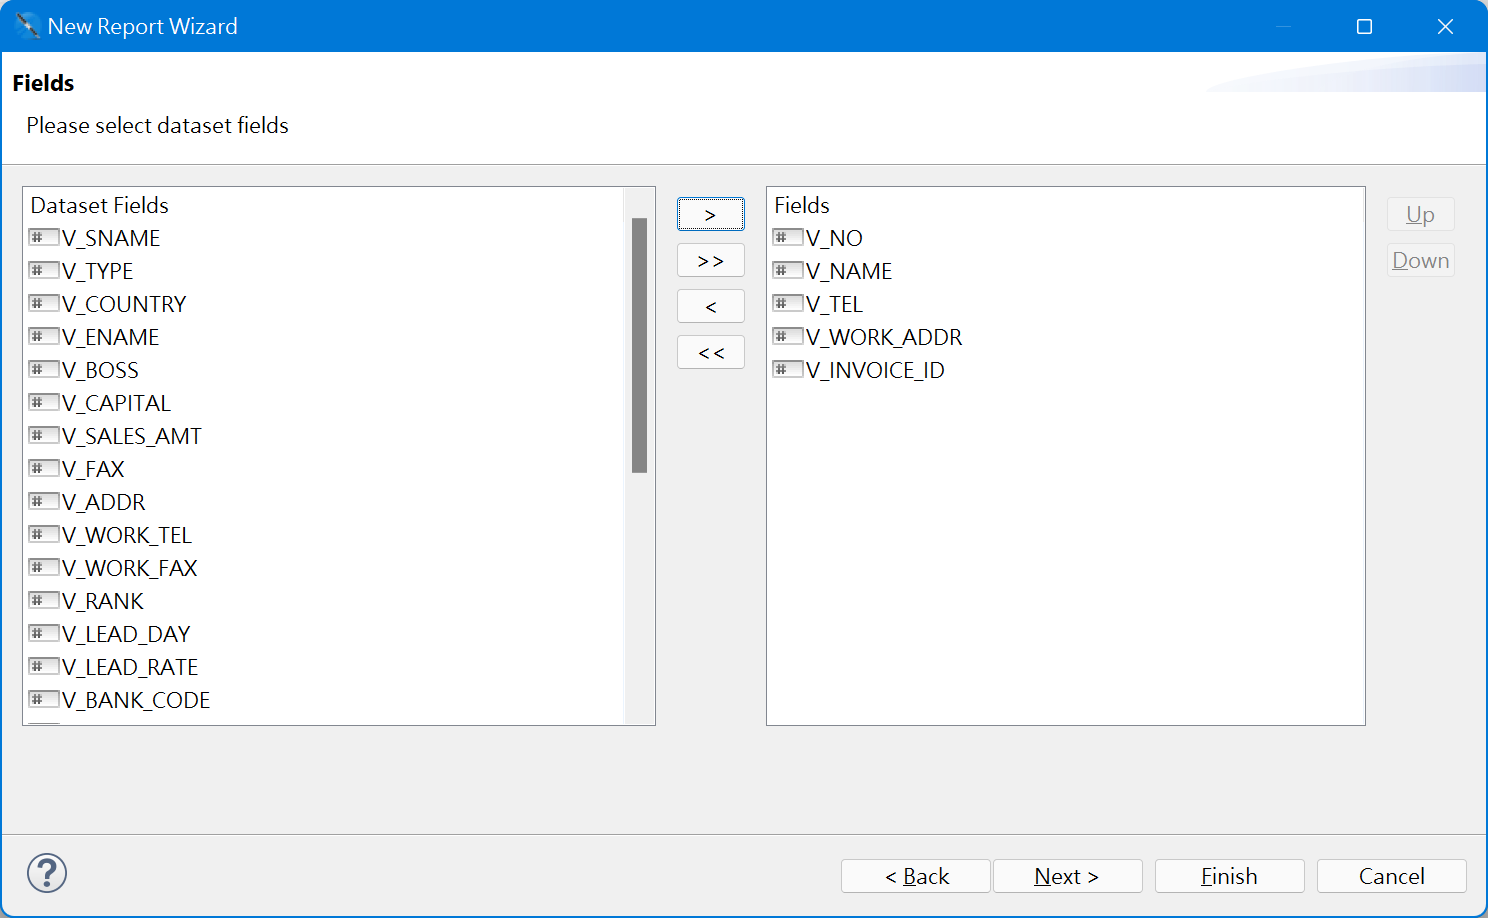 New Report Wizard
Fields
Please select dataset fields
Dataset Fields
# V_SNAME
# V_TYPE
# V_COUNTRY
# V_ENAME
# V_BOSS
# V_CAPITAL
# V_SALES_AMT
# V_FAX
# V_ADDR
# V_WORK_TEL
# V_WORK_FAX
# V_RANK
# V_LEAD_DAY
# V_LEAD_RATE
# V_BANK_CODE
>
>>
<
<<
Fields
# V_NO
# V_NAME
# V_TEL
# V_WORK_ADDR
# V_INVOICE_ID
Up
Down
?
< Back
Next >
Finish
Cancel